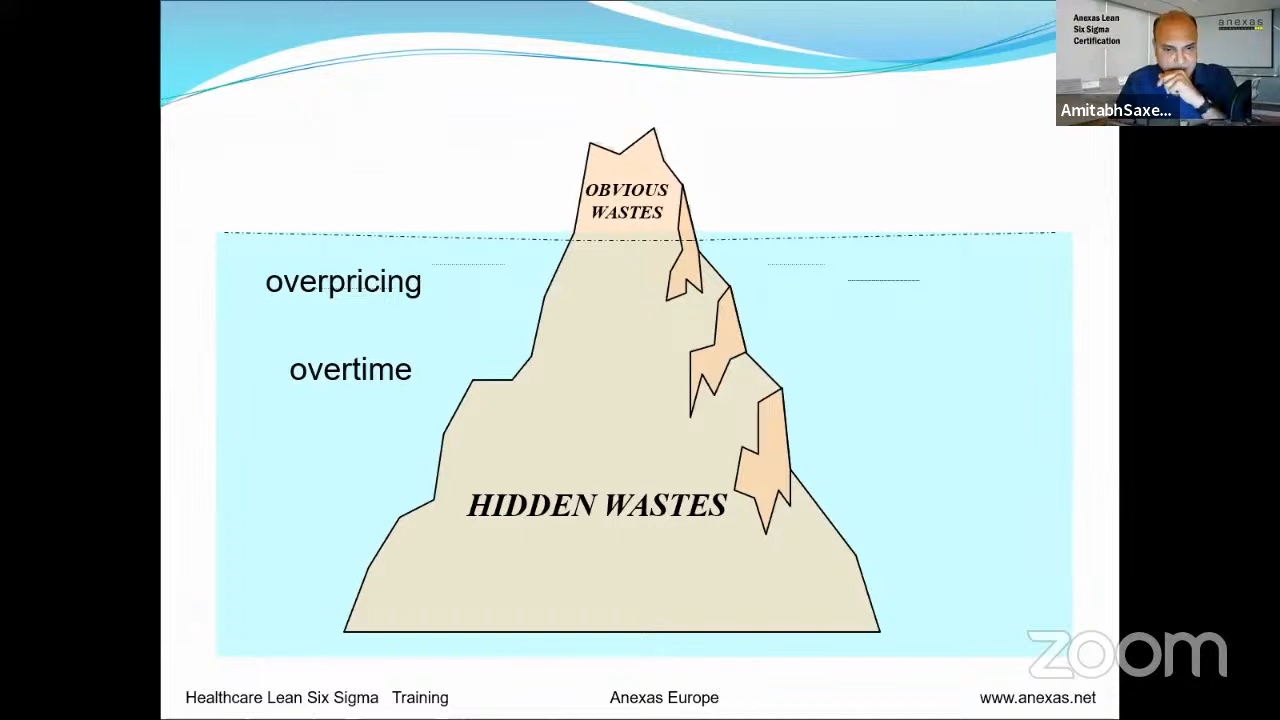 Anexas Lean
Six Sigma
Certification
anexas
AmitabhSaxe...
OBVIOUS
WASTES
overpricing
overtime
HIDDEN WASTES
zoom
Healthcare Lean Six Sigma Training
Anexas Europe
www.anexas.net